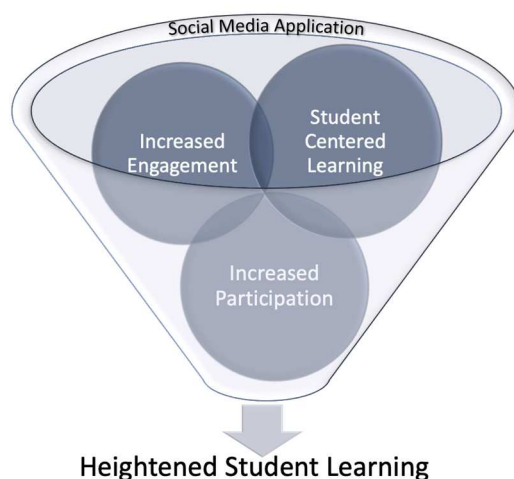 Social Media Application
Increased
Engagement
Student
Centered
Learning
Increased
Participation
Heightened Student Learning